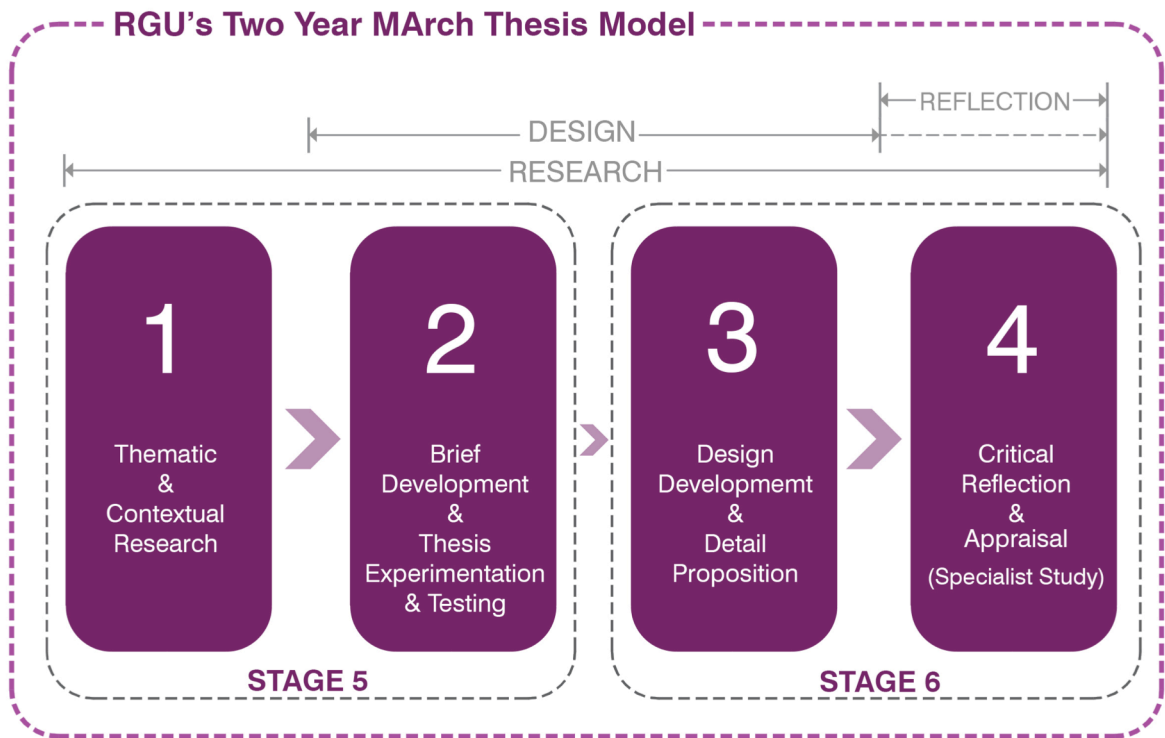 RGU's Two Year MArch Thesis Model
REFLECTION
DESIGN
RESEARCH
1
Thematic
&
Contextual
Research
2
Brief
Development
&
Thesis
Experimentation
& Testing
3
Design
Developmemt
&
Detail
Proposition
4
Critical
Reflection
&
Appraisal
(Specialist Study)
STAGE 5
STAGE 6